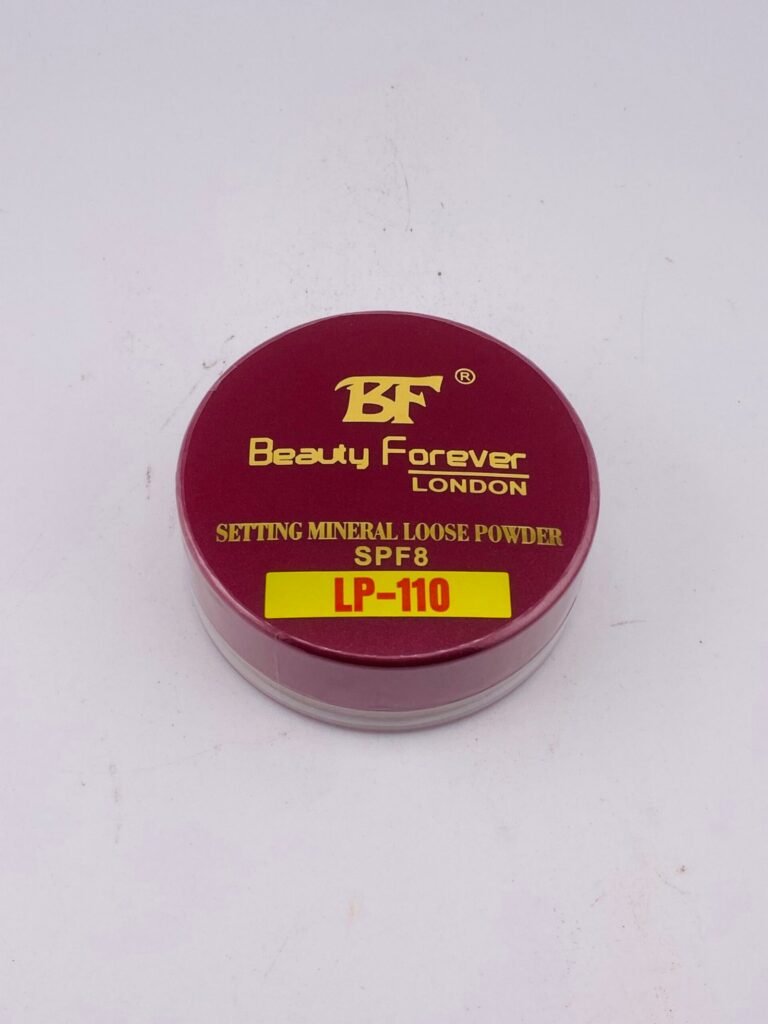 BF®
Beauty Forever
LONDON
SETTING MINERAL LOOSE POWDER
SPF8
LP-110